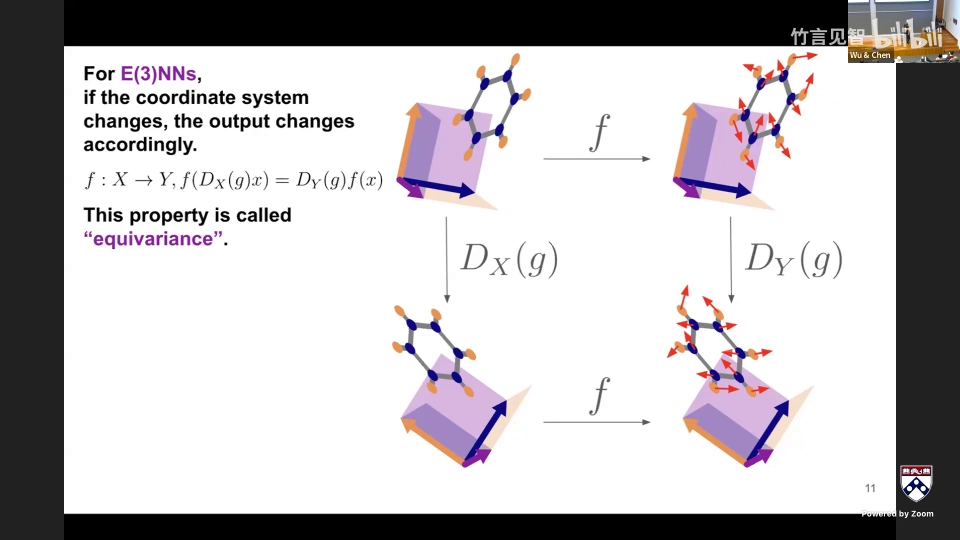 竹言见智 bilibili
Wu & Chen
For E(3)NNs,
if the coordinate system
changes, the output changes
accordingly.
f : X → Y, f(D_X(g)x) = D_Y(g)f(x)
This property is called
“equivariance”.
f
D_X(g)
D_Y(g)
f
11
Powered by Zoom